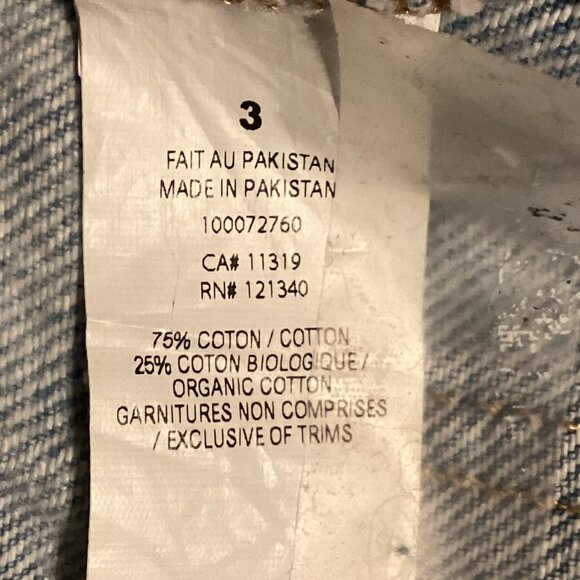 3
FAIT AU PAKISTAN
MADE IN PAKISTAN
100072760
CA# 11319
RN# 121340
75% COTON / COTTON
25% COTON BIOLOGIQUE /
ORGANIC COTTON
GARNITURES NON COMPRISES
/ EXCLUSIVE OF TRIMS